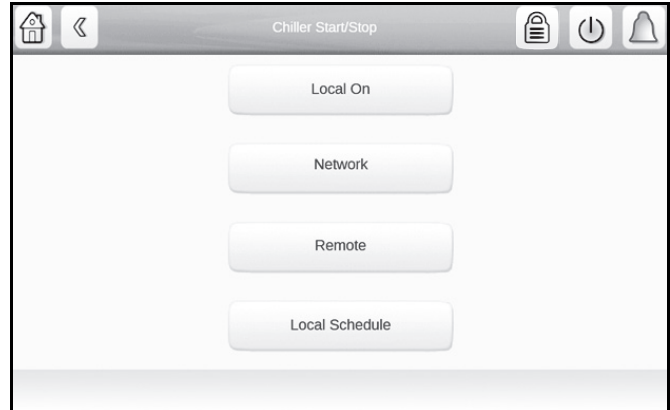 Chiller Start/Stop
Local On
Network
Remote
Local Schedule